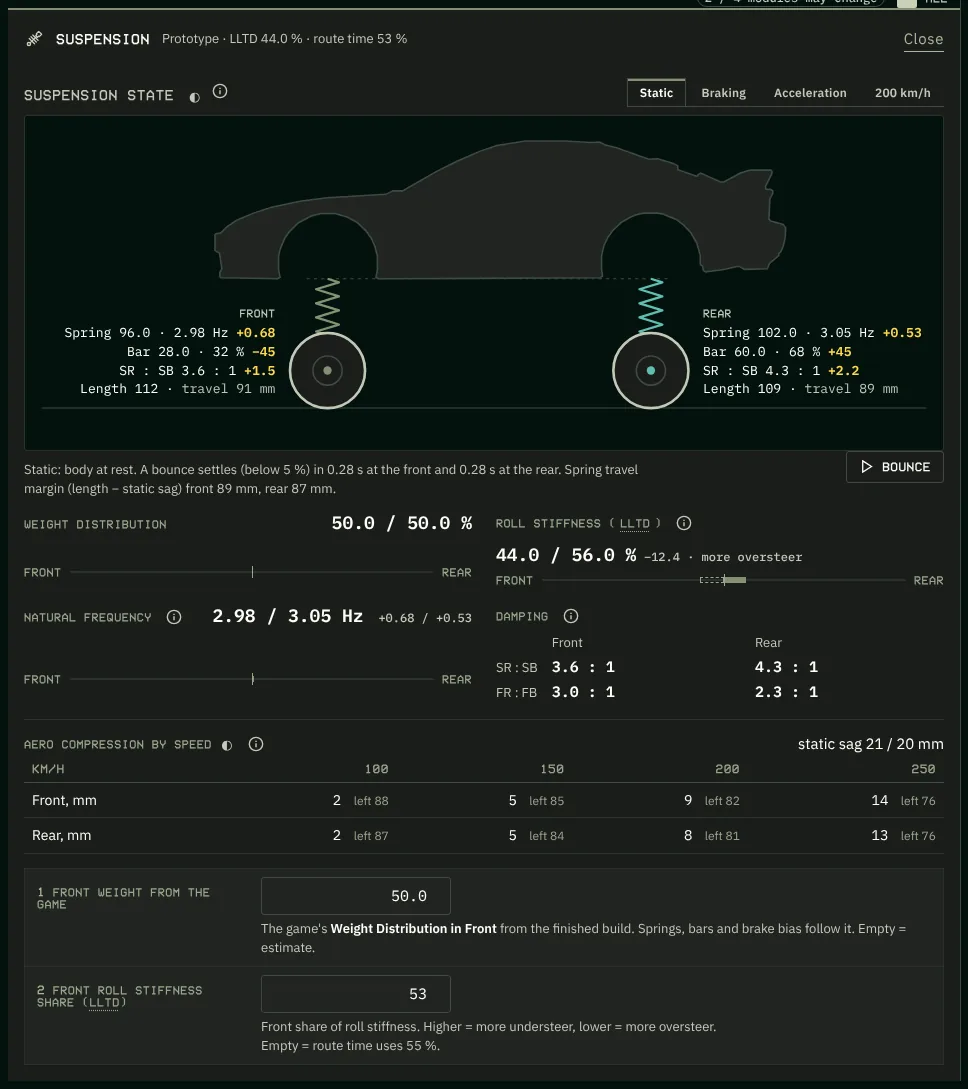 2 / 4 modules may change ALL
SUSPENSION Prototype · LLTD 44.0 % · route time 53 % Close
SUSPENSION STATE
Static Braking Acceleration 200 km/h
FRONT
Spring 96.0 · 2.98 Hz +0.68
Bar 28.0 · 32 % −45
SR : SB 3.6 : 1 +1.5
Length 112 · travel 91 mm
REAR
Spring 102.0 · 3.05 Hz +0.53
Bar 60.0 · 68 % +45
SR : SB 4.3 : 1 +2.2
Length 109 · travel 89 mm
Static: body at rest. A bounce settles (below 5 %) in 0.28 s at the front and 0.28 s at the rear. Spring travel
margin (length − static sag) front 89 mm, rear 87 mm.
BOUNCE
WEIGHT DISTRIBUTION 50.0 / 50.0 %
FRONT REAR
ROLL STIFFNESS ( LLTD )
44.0 / 56.0 % −12.4 · more oversteer
FRONT REAR
NATURAL FREQUENCY 2.98 / 3.05 Hz +0.68 / +0.53
FRONT REAR
DAMPING
Front Rear
SR:SB 3.6 : 1 4.3 : 1
FR:FB 3.0 : 1 2.3 : 1
AERO COMPRESSION BY SPEED static sag 21 / 20 mm
KM/H 100 150 200 250
Front, mm 2 left 88 5 left 85 9 left 82 14 left 76
Rear, mm 2 left 87 5 left 84 8 left 81 13 left 76
1 FRONT WEIGHT FROM THE
GAME
50.0
The game's Weight Distribution in Front from the finished build. Springs, bars and brake bias follow it. Empty =
estimate.
2 FRONT ROLL STIFFNESS
SHARE (LLTD)
53
Front share of roll stiffness. Higher = more understeer, lower = more oversteer.
Empty = route time uses 55 %.